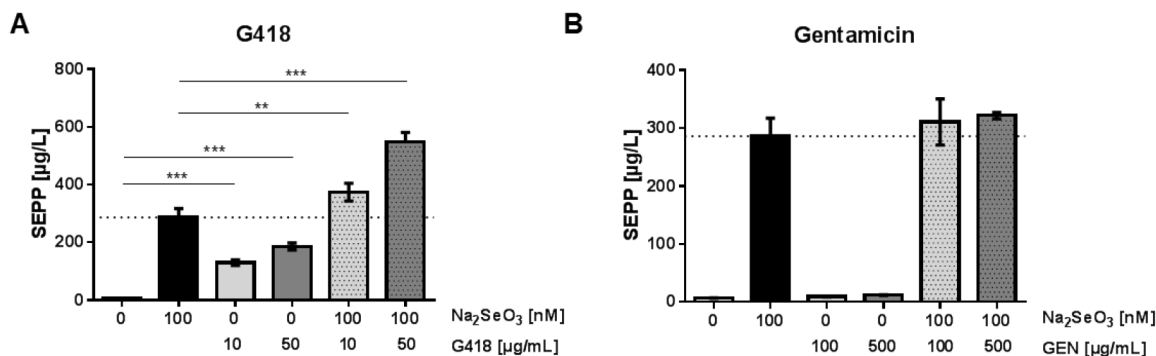 A
G418
SEPP [µg/L]
800
600
400
200
0
***
**
***
***
0 100 0 0 100 100 Na₂SeO₃ [nM]
10 50 10 50 G418 [µg/mL]
B
Gentamicin
SEPP [µg/L]
400
300
200
100
0
0 100 0 0 100 100 Na₂SeO₃ [nM]
100 500 100 500 GEN [µg/mL]